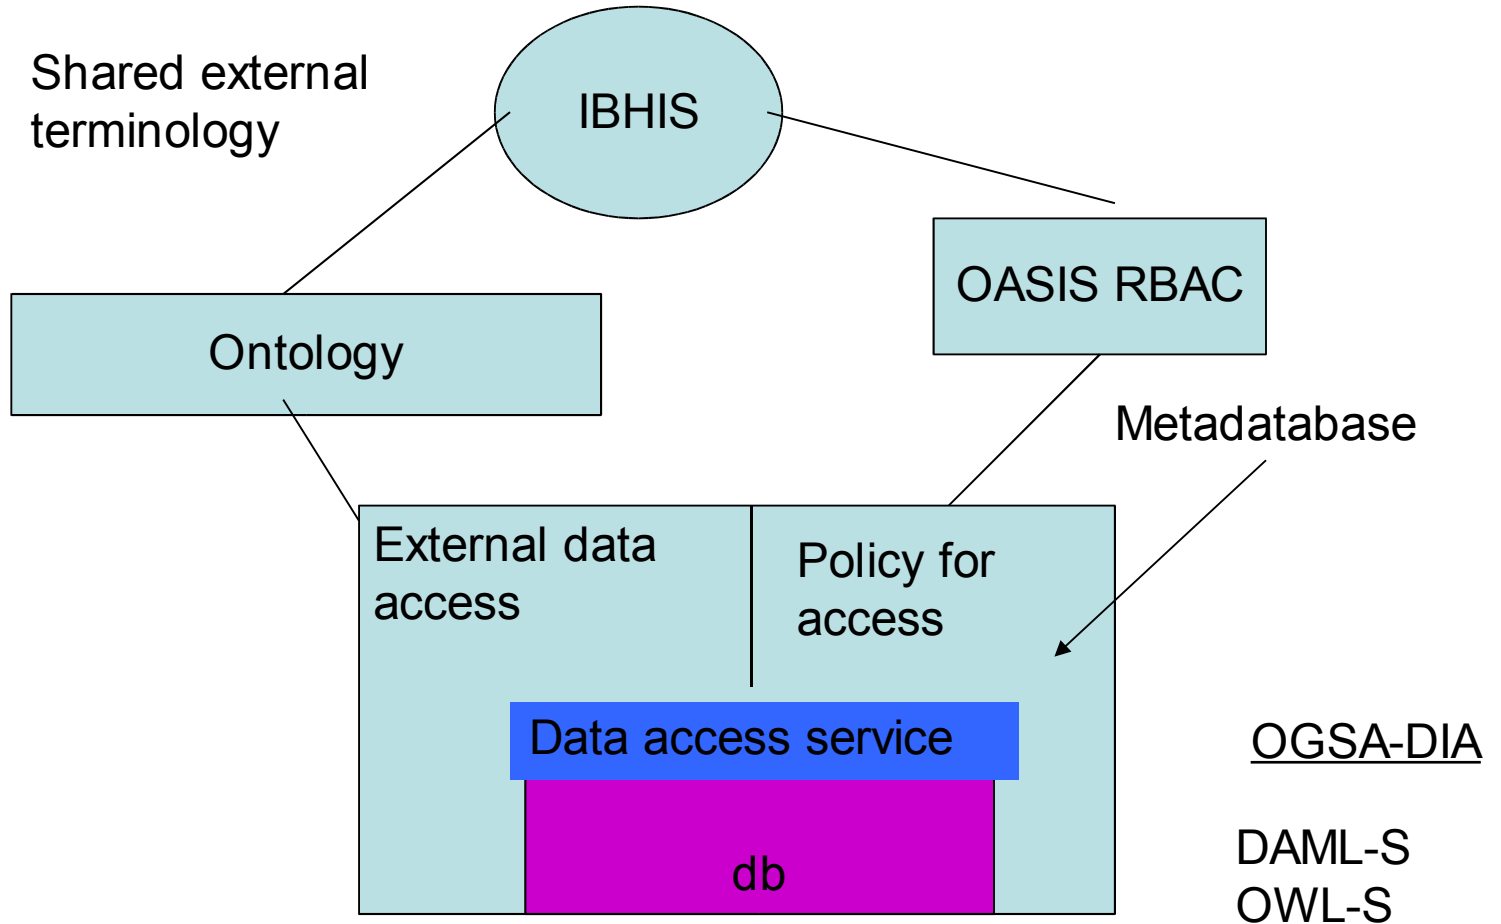 Shared external
terminology
IBHIS
OASIS RBAC
Ontology
Metadatabase
External data
access
Policy for
access
Data access service
OGSA-DIA
db
DAML-S
OWL-S